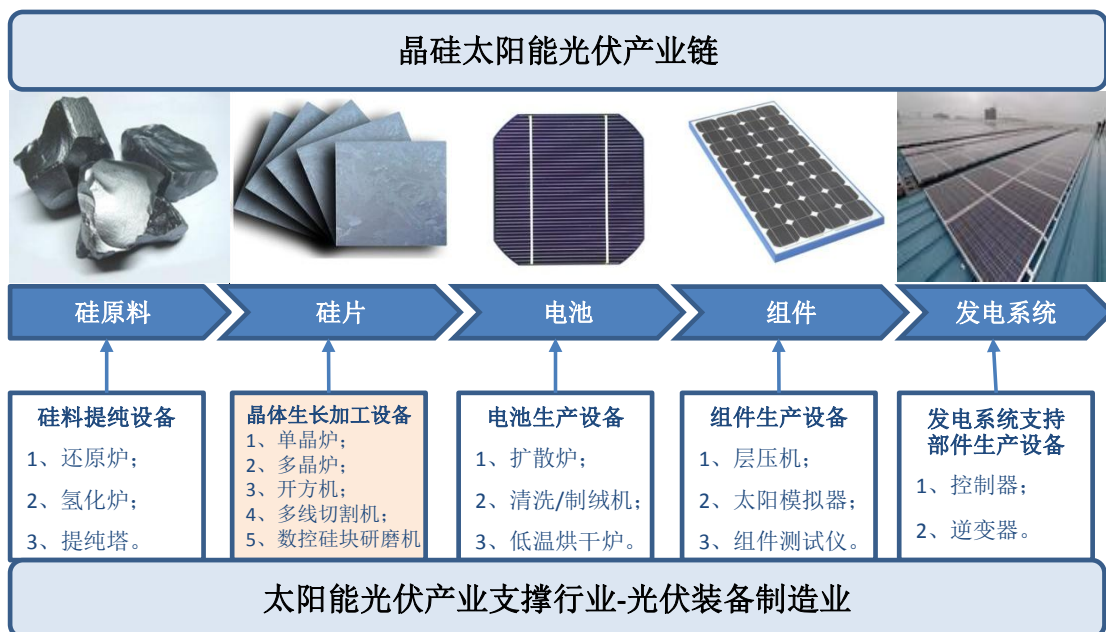 晶硅太阳能光伏产业链
硅原料
硅片
电池
组件
发电系统
硅料提纯设备
1、还原炉；
2、氢化炉；
3、提纯塔。
晶体生长加工设备
1、单晶炉；
2、多晶炉；
3、开方机；
4、多线切割机；
5、数控硅块研磨机
电池生产设备
1、扩散炉；
2、清洗/制绒机；
3、低温烘干炉。
组件生产设备
1、层压机；
2、太阳模拟器；
3、组件测试仪。
发电系统支持
部件生产设备
1、控制器；
2、逆变器。
太阳能光伏产业支撑行业-光伏装备制造业